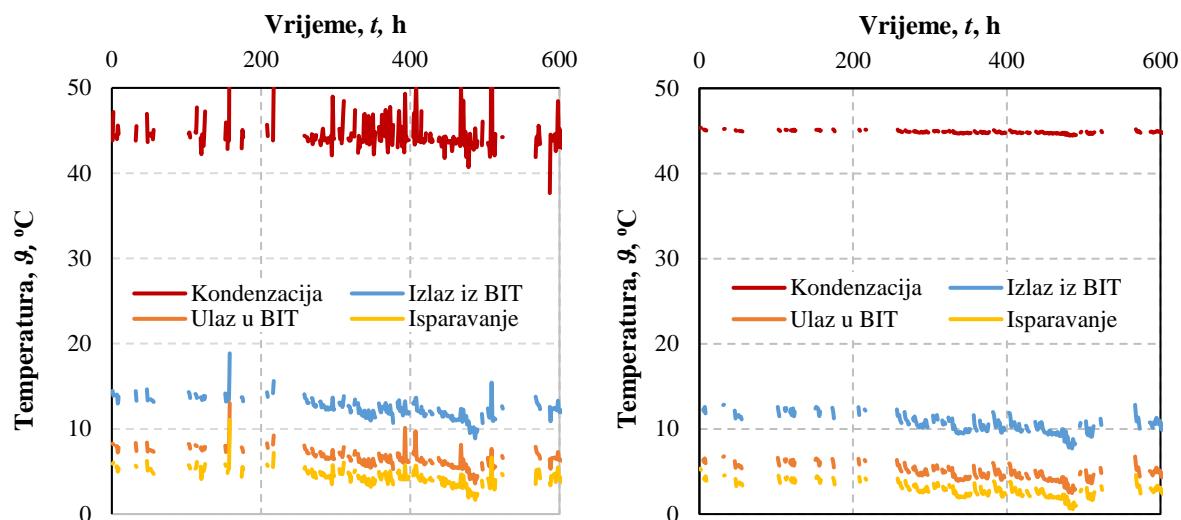 Vrijeme, t, h
0 200 400 600
50
40
30
20
10
0
Temperatura, ϑ, ºC
Kondenzacija
Izlaz iz BIT
Ulaz u BIT
Isparavanje
Vrijeme, t, h
0 200 400 600
50
40
30
20
10
0
Temperatura, ϑ, ºC
Kondenzacija
Izlaz iz BIT
Ulaz u BIT
Isparavanje